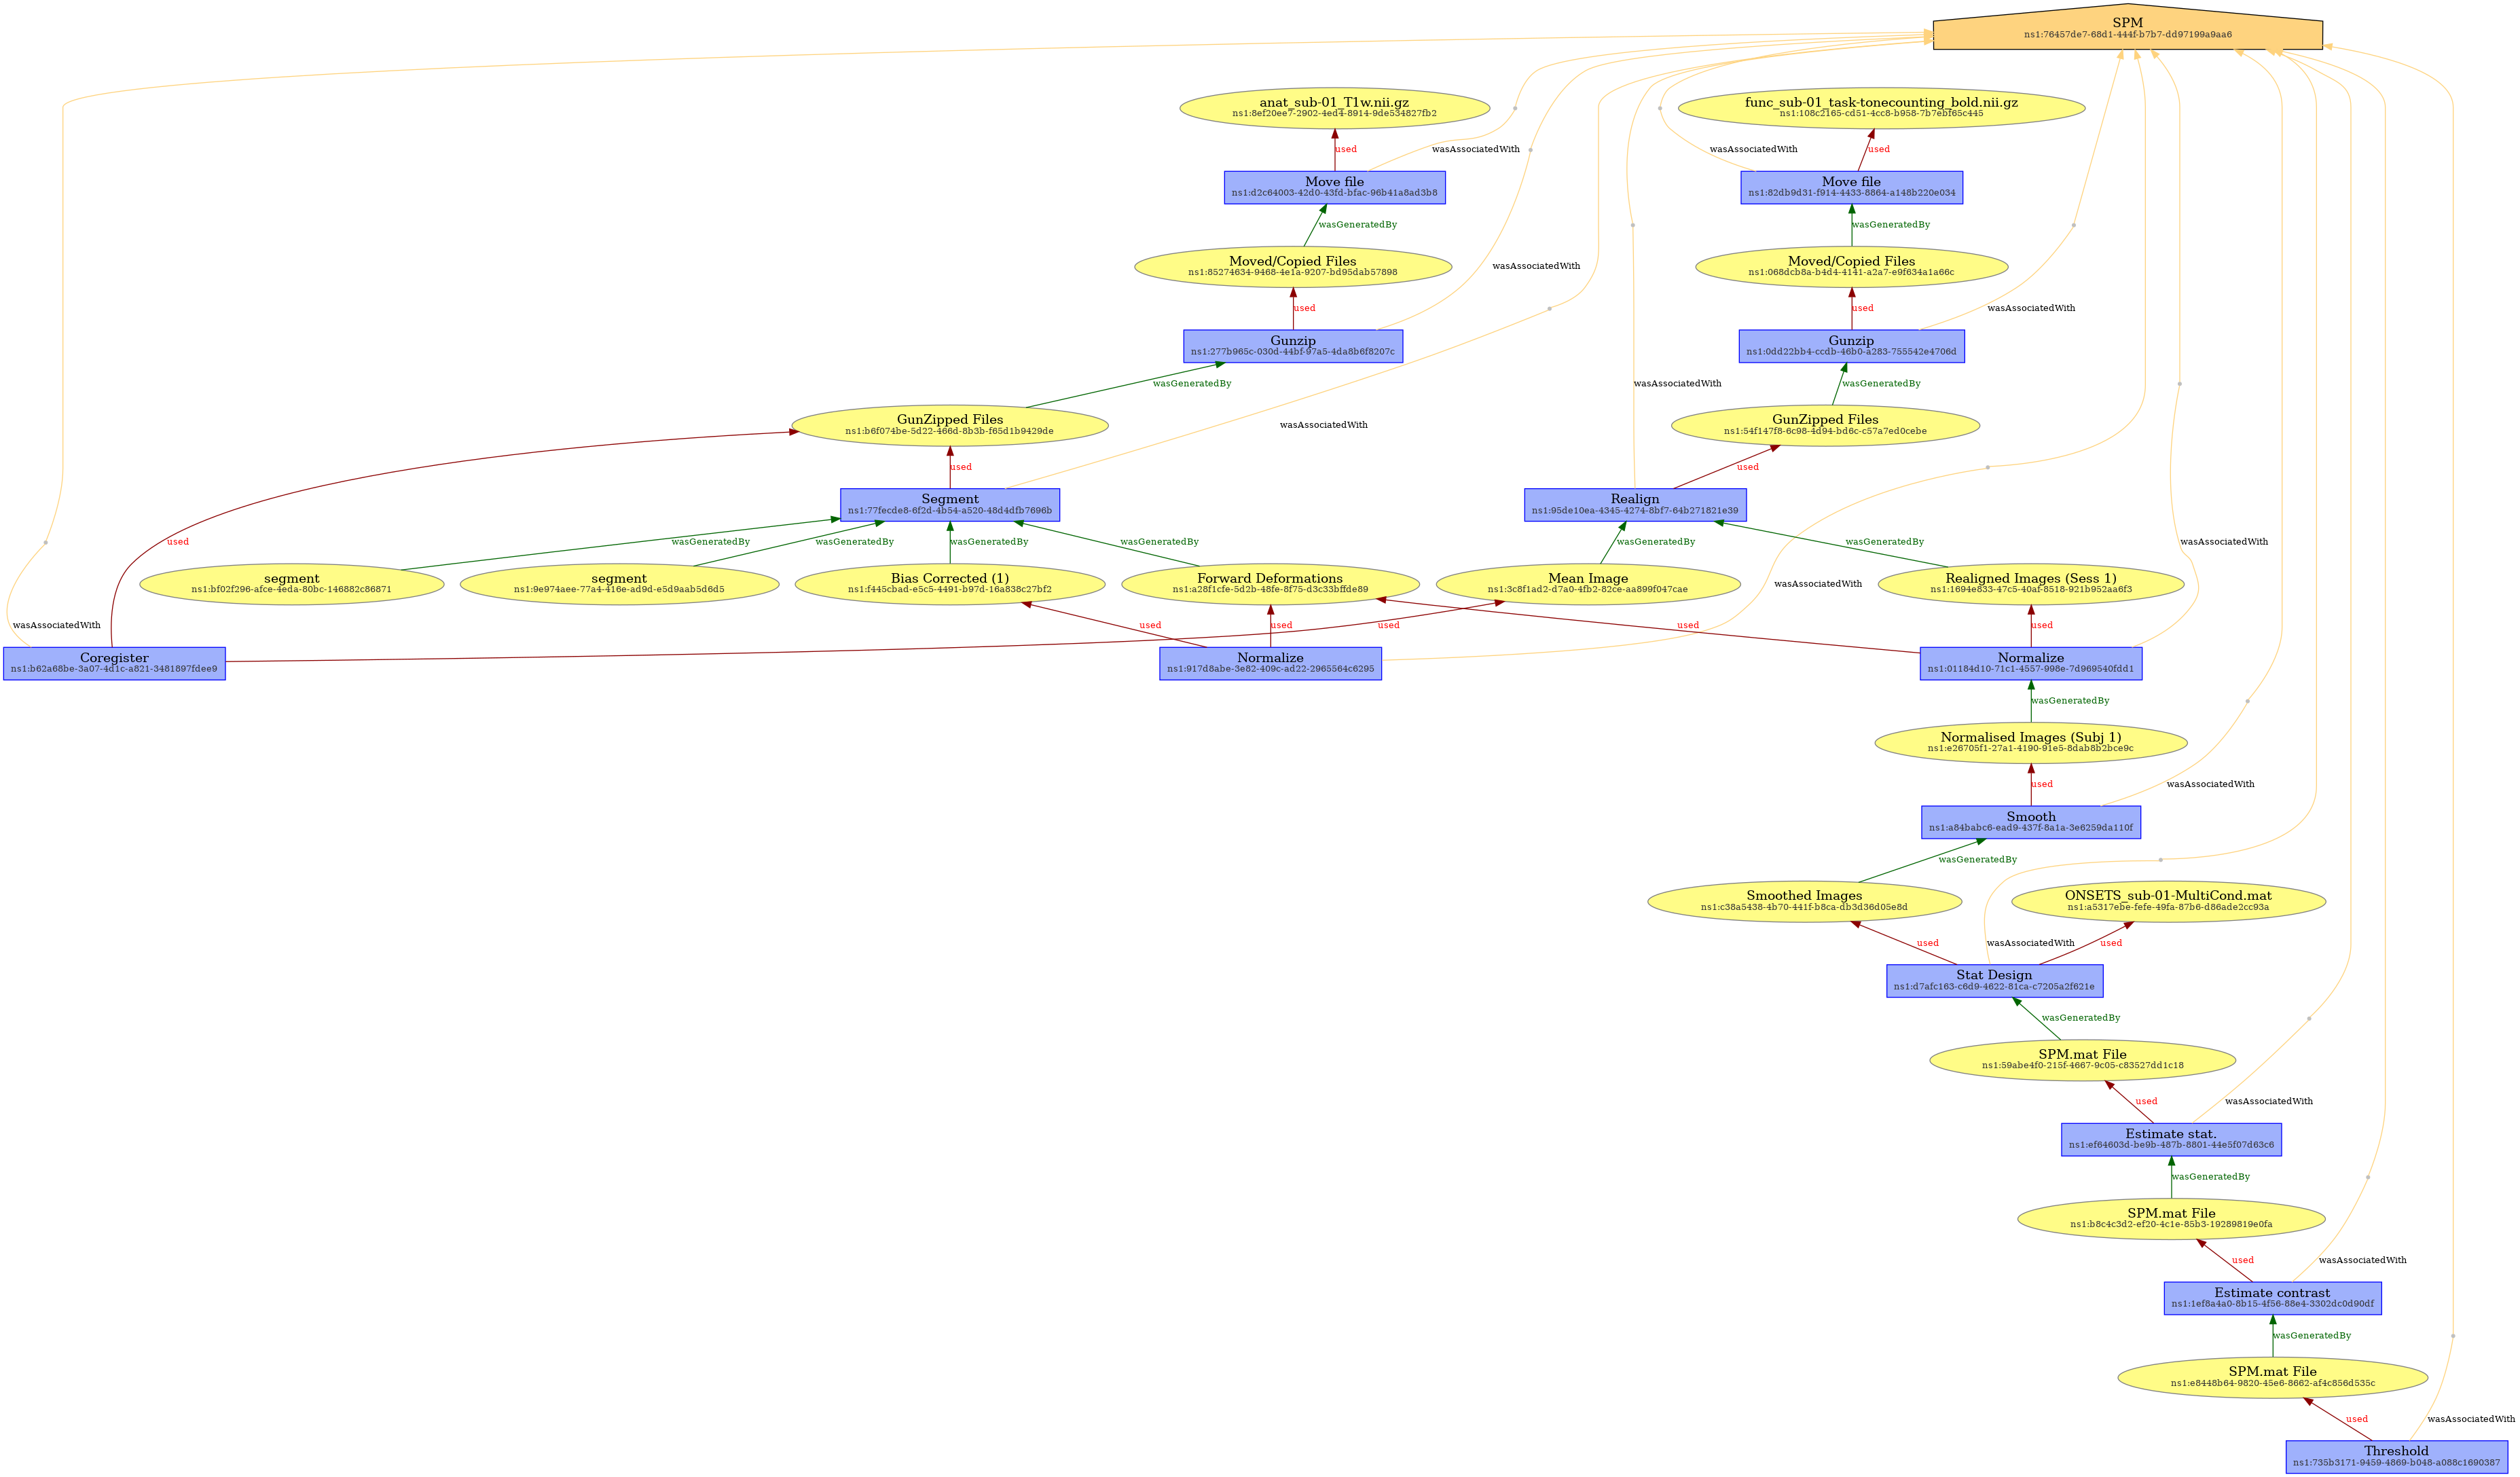 SPM
ns1:76457de7-68d1-444f-b7b7-dd97199a9aa6
anat_sub-01_T1w.nii.gz
ns1:8ef20ee7-2902-4ed4-8914-9de534827fb2
func_sub-01_task-tonecounting_bold.nii.gz
ns1:108c2165-cd51-4cc8-b958-7b7ebf65c445
used
wasAssociatedWith
wasAssociatedWith
used
Move file
ns1:d2c64003-42d0-43fd-bfac-96b41a8ad3b8
Move file
ns1:82db9d31-f914-4433-8864-a148b220e034
wasGeneratedBy
wasGeneratedBy
Moved/Copied Files
ns1:85274634-9468-4e1a-9207-bd95dab57898
wasAssociatedWith
Moved/Copied Files
ns1:068dcb8a-b4d4-4141-a2a7-e9f634a1a66c
used
used
wasAssociatedWith
Gunzip
ns1:277b965c-030d-44bf-97a5-4da8b6f8207c
Gunzip
ns1:0dd22bb4-ccdb-46b0-a283-755542e4706d
wasGeneratedBy
wasAssociatedWith
wasGeneratedBy
GunZipped Files
ns1:b6f074be-5d22-466d-8b3b-f65d1b9429de
wasAssociatedWith
GunZipped Files
ns1:54f147f8-6c98-4d94-bd6c-c57a7ed0cebe
used
used
Segment
ns1:77fecde8-6f2d-4b54-a520-48d4dfb7696b
Realign
ns1:95de10ea-4345-4274-8bf7-64b271821e39
used
wasGeneratedBy
wasGeneratedBy
wasGeneratedBy
wasGeneratedBy
wasGeneratedBy
wasGeneratedBy
wasAssociatedWith
segment
ns1:bf02f296-afce-4eda-80bc-146882c86871
segment
ns1:9e974aee-77a4-416e-ad9d-e5d9aab5d6d5
Bias Corrected (1)
ns1:f445cbad-e5c5-4491-b97d-16a838c27bf2
Forward Deformations
ns1:a28f1cfe-5d2b-48fe-8f75-d3c33bffde89
Mean Image
ns1:3c8f1ad2-d7a0-4fb2-82ce-aa899f047cae
wasAssociatedWith
Realigned Images (Sess 1)
ns1:1694e833-47c5-40af-8518-921b952aa6f3
wasAssociatedWith
used
used
used
used
used
Coregister
ns1:b62a68be-3a07-4d1c-a821-3481897fdee9
Normalize
ns1:917d8abe-3e82-409c-ad22-2965564c6295
Normalize
ns1:01184d10-71c1-4557-998e-7d969540fdd1
wasGeneratedBy
Normalised Images (Subj 1)
ns1:e26705f1-27a1-4190-91e5-8dab8b2bce9c
used
wasAssociatedWith
Smooth
ns1:a84babc6-ead9-437f-8a1a-3e6259da110f
wasGeneratedBy
Smoothed Images
ns1:c38a5438-4b70-441f-b8ca-db3d36d05e8d
ONSETS_sub-01-MultiCond.mat
ns1:a5317ebe-fefe-49fa-87b6-d86ade2cc93a
used
wasAssociatedWith
used
Stat Design
ns1:d7afc163-c6d9-4622-81ca-c7205a2f621e
wasGeneratedBy
SPM.mat File
ns1:59abe4f0-215f-4667-9c05-c83527dd1c18
used
wasAssociatedWith
Estimate stat.
ns1:ef64603d-be9b-487b-8801-44e5f07d63c6
wasGeneratedBy
SPM.mat File
ns1:b8c4c3d2-ef20-4c1e-85b3-19289819e0fa
used
wasAssociatedWith
Estimate contrast
ns1:1ef8a4a0-8b15-4f56-88e4-3302dc0d90df
wasGeneratedBy
SPM.mat File
ns1:e8448b64-9820-45e6-8662-af4c856d535c
used
wasAssociatedWith
Threshold
ns1:735b3171-9459-4869-b048-a088c1690387